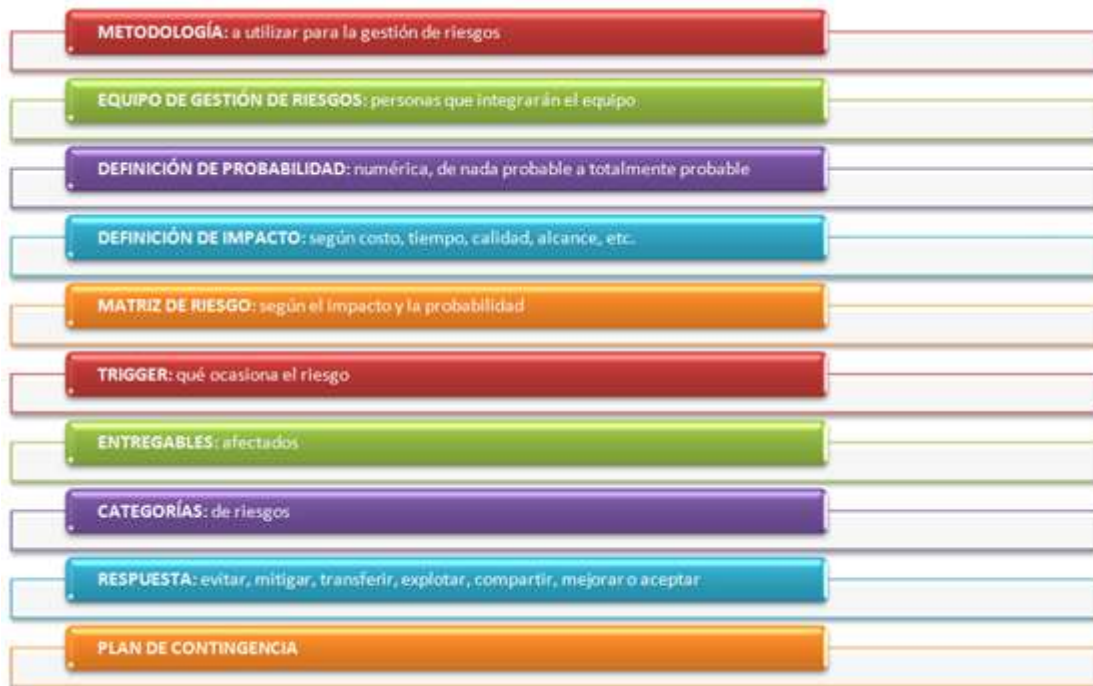 METODOLOGÍA: a utilizar para la gestión de riesgos
EQUIPO DE GESTIÓN DE RIESGOS: personas que integrarán el equipo
DEFINICIÓN DE PROBABILIDAD: numérica, de nada probable a totalmente probable
DEFINICIÓN DE IMPACTO: según costo, tiempo, calidad, alcance, etc.
MATRIZ DE RIESGO: según el impacto y la probabilidad
TRIGGER: qué ocasiona el riesgo
ENTREGABLES: afectados
CATEGORÍAS: de riesgos
RESPUESTA: evitar, mitigar, transferir, explotar, compartir, mejorar o aceptar
PLAN DE CONTINGENCIA